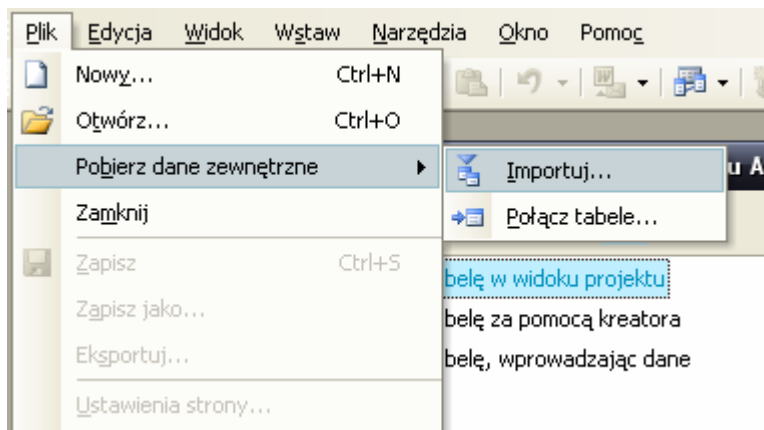 Plik Edycja Widok Wstaw Narzędzia Okno Pomoc
Nowy... Ctrl+N
Otwórz... Ctrl+O
Pobierz dane zewnętrzne
Importuj...
u A
Zamknij
Połącz tabele...
Zapisz Ctrl+S
belę w widoku projektu
Zapisz jako...
belę za pomocą kreatora
Eksportuj...
belę, wprowadzając dane
Ustawienia strony...